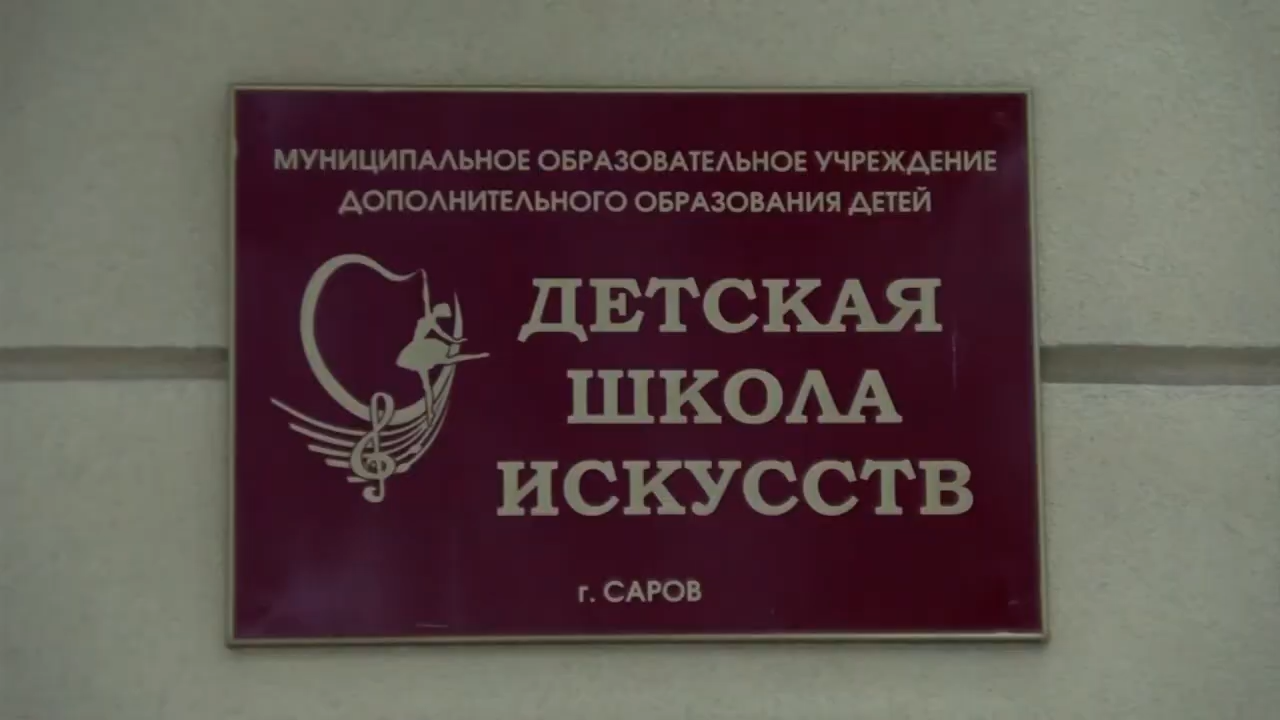 МУНИЦИПАЛЬНОЕ ОБРАЗОВАТЕЛЬНОЕ УЧРЕЖДЕНИЕ
ДОПОЛНИТЕЛЬНОГО ОБРАЗОВАНИЯ ДЕТЕЙ
ДЕТСКАЯ
ШКОЛА
ИСКУССТВ
г. САРОВ